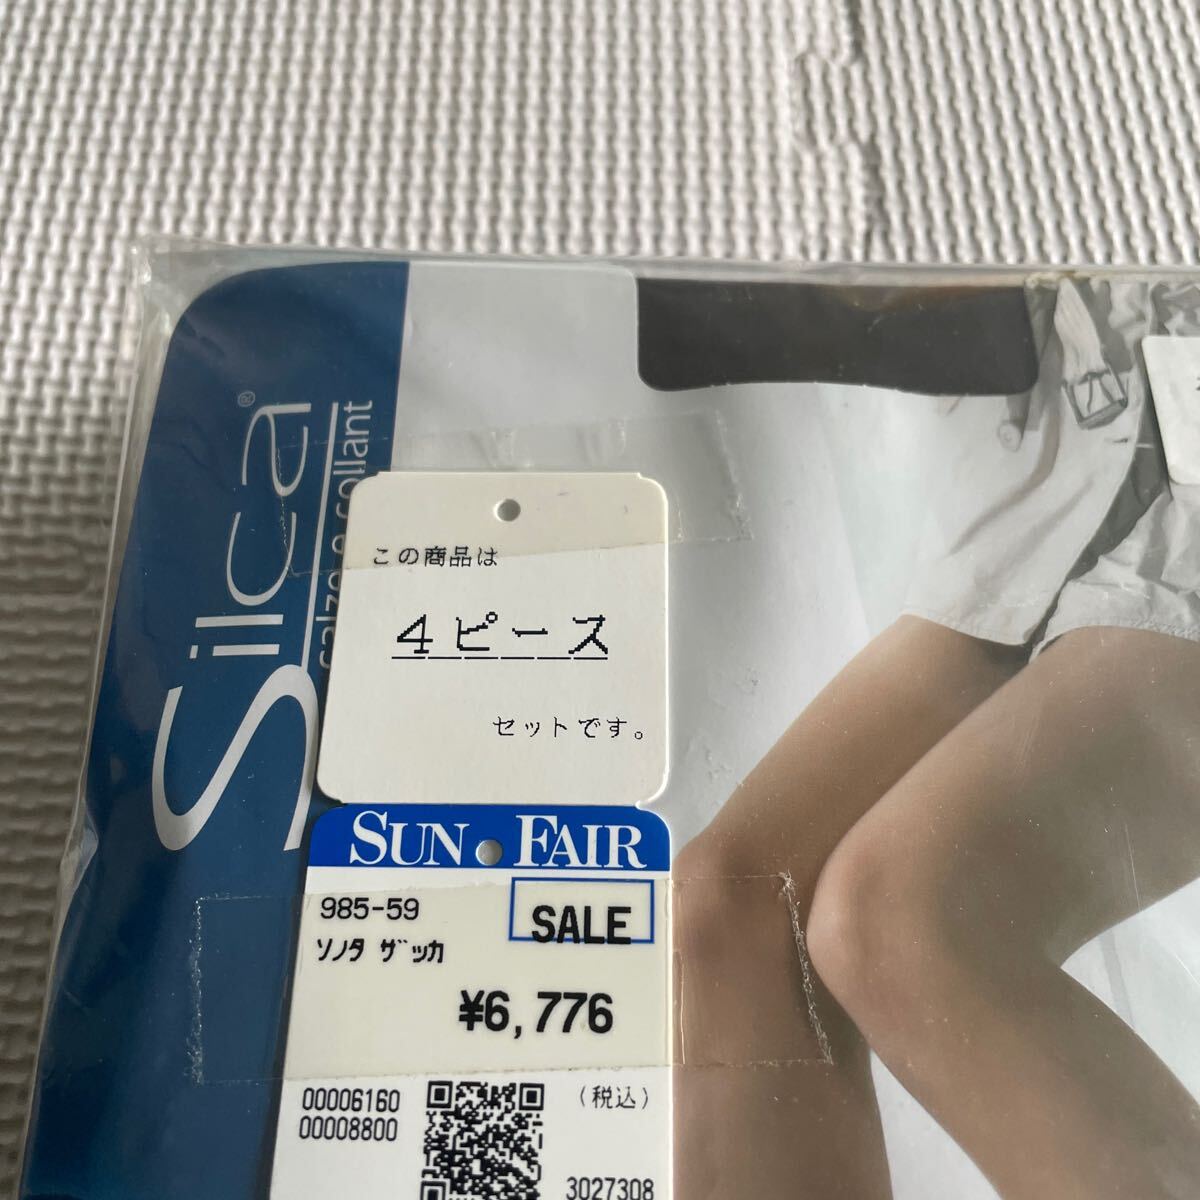 Silca®
calze e collant
この商品は
4ピース
セットです。
SUN FAIR
985-59
SALE
ソノタ ザッカ
¥6,776
00006160
(税込)
00008800
3027308